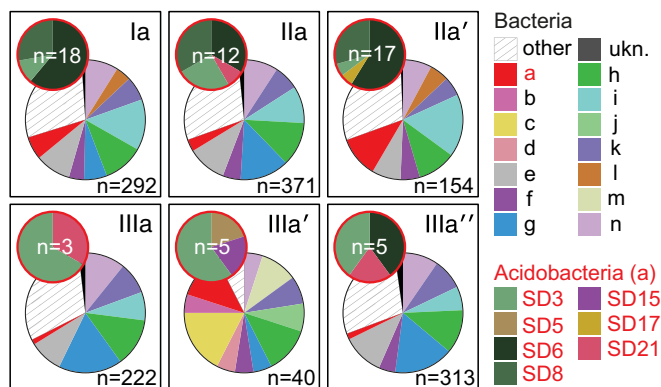 Ia
n=18
n=292
IIa
n=12
n=371
IIa′
n=17
n=154
IIIa
n=3
n=222
IIIa′
n=5
n=40
IIIa′′
n=5
n=313
Bacteria
other
a
b
c
d
e
f
g
ukn.
h
i
j
k
l
m
n
Acidobacteria (a)
SD3
SD5
SD6
SD8
SD15
SD17
SD21